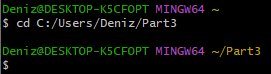 Deniz@DESKTOP-K5CFOPT MINGW64 ~
$ cd C:/Users/Deniz/Part3
Deniz@DESKTOP-K5CFOPT MINGW64 ~/Part3
$